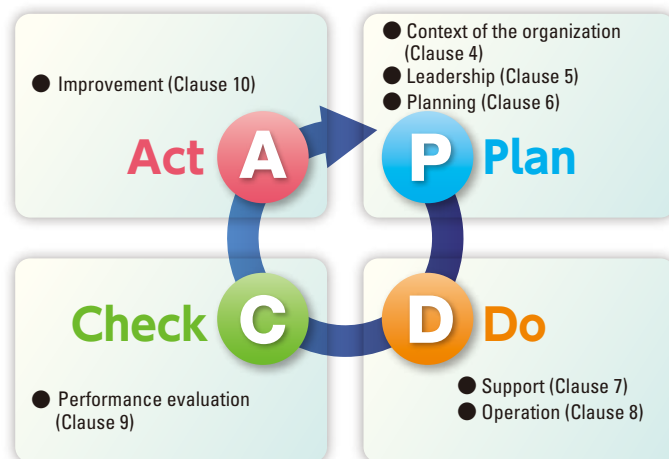 ● Improvement (Clause 10)
A
Act
● Context of the organization
(Clause 4)
● Leadership (Clause 5)
● Planning (Clause 6)
P
Plan
Check
C
● Performance evaluation
(Clause 9)
D
Do
● Support (Clause 7)
● Operation (Clause 8)